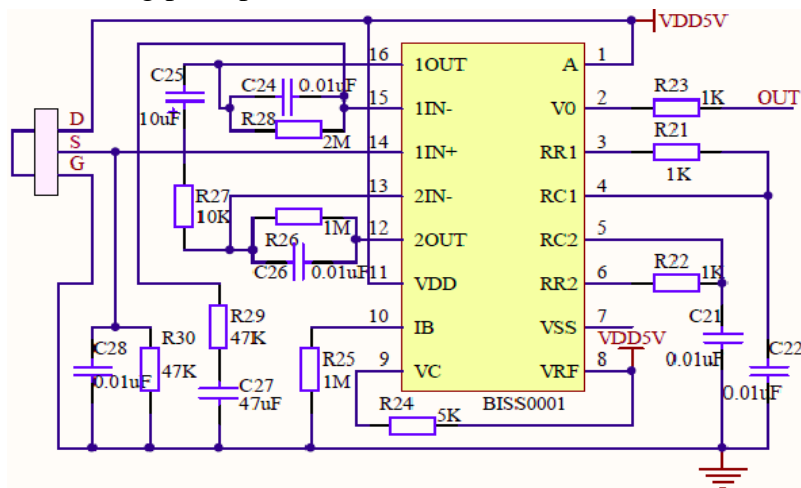 VDD5V
C25
10uF
C24
0.01uF
R28
2M
16
1OUT
A
1
15
1IN-
V0
2
R23
1K
OUT
D
S
G
14
1IN+
RR1
3
R21
1K
13
2IN-
RC1
4
R27
10K
R26
1M
12
2OUT
RC2
5
C26
0.01uF
11
VDD
RR2
6
R22
1K
10
IB
VSS
7
R29
47K
C21
0.01uF
VDD5V
C28
0.01uF
R30
47K
C27
47uF
R25
1M
9
VC
VRF
8
C22
0.01uF
R24
5K
BISS0001